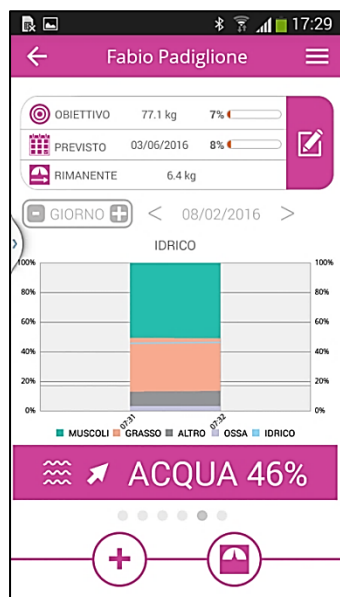 17:29
Fabio Padiglione
OBIETTIVO 77.1 kg 7%
PREVISTO 03/06/2016 8%
RIMANENTE 6.4 kg
GIORNO < 08/02/2016 >
IDRICO
100% 100%
80% 80%
60% 60%
40% 40%
20% 20%
0% 0%
07:31 07:32
MUSCOLI GRASSO ALTRO OSSA IDRICO
ACQUA 46%